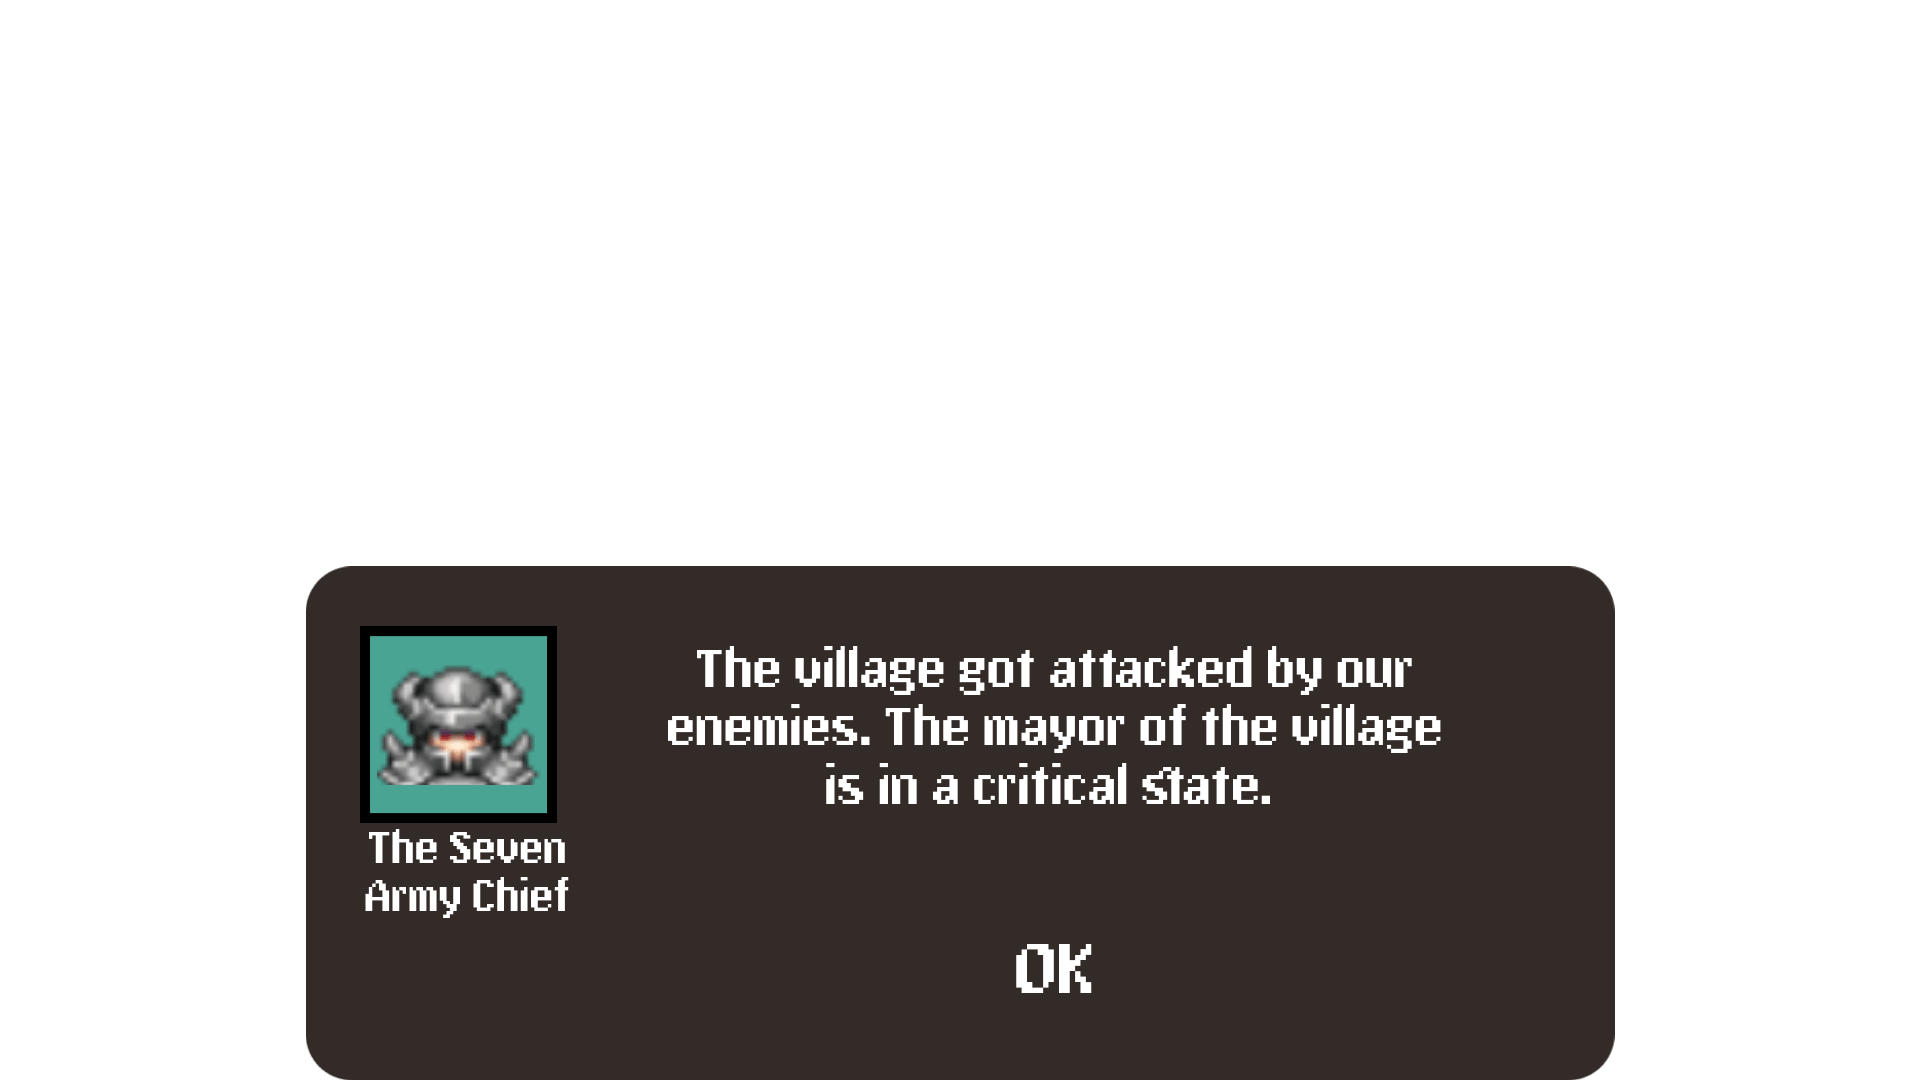 The village got attacked by our
enemies. The mayor of the village
is in a critical state.
The Seven
Army Chief
OK